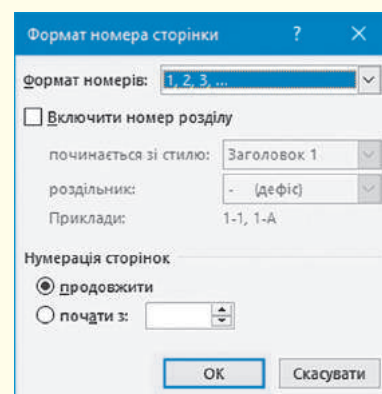 Формат номера сторінки ? ×
Формат номерів: 1, 2, 3, ...
Включити номер розділу
починається зі стилю: Заголовок 1
роздільник: - (дефіс)
Приклади: 1-1, 1-A
Нумерація сторінок
продовжити
почати з:
ОК Скасувати